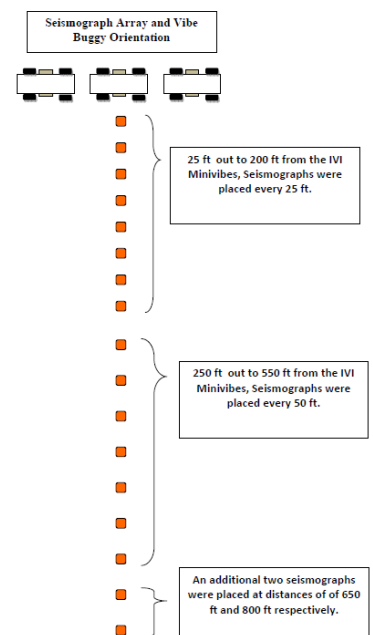 Seismograph Array and Vibe
Buggy Orientation
25 ft out to 200 ft from the IVI
Minivibes, Seismographs were
placed every 25 ft.
250 ft out to 550 ft from the IVI
Minivibes, Seismographs were
placed every 50 ft.
An additional two seismographs
were placed at distances of of 650
ft and 800 ft respectively.